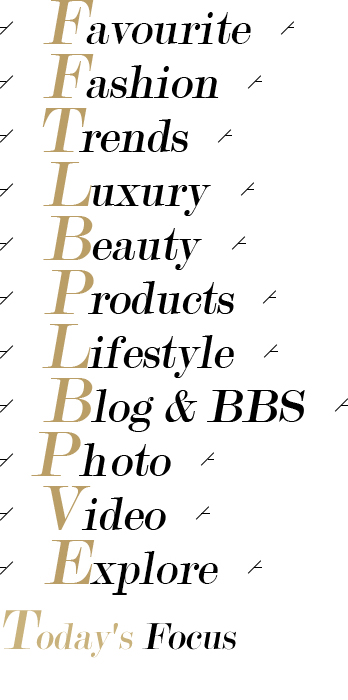 Favourite
Fashion
Trends
Luxury
Beauty
Products
Lifestyle
Blog & BBS
Photo
Video
Explore
Today's Focus